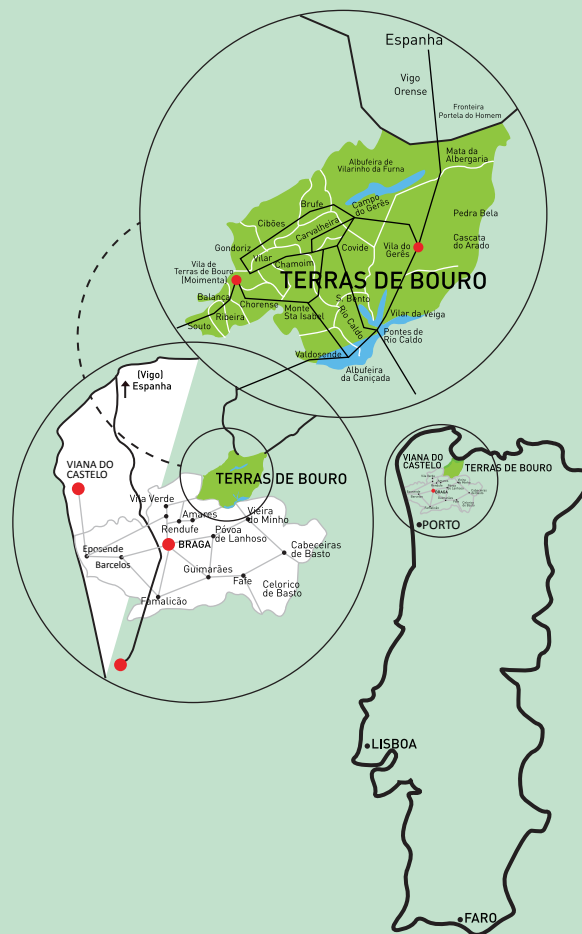 Espanha
Vigo
Orense
Fronteira
Portela do Homem
Mata da
Albergaria
Albufeira de
Vilarinho da Furna
Campo
do Gerês
Brufe
Carvalheira
Cibões
Pedra Bela
Cascata
do Arado
Gondoriz
Vilar
Covide
Vila do
Gerês
Chamoim
Vila de
Terras de Bouro
(Moimenta)
TERRAS DE BOURO
Balança
Chorense
Monte
Sta Isabel
S. Bento
Rio Caldo
Vilar da Veiga
Ribeira
Souto
Pontes de
Rio Caldo
Valdosende
Albufeira
da Caniçada
(Vigo)
Espanha
VIANA DO
CASTELO
TERRAS DE BOURO
Vila Verde
Amares
Rendufe
Vieira
do Minho
Póvoa
de Lanhoso
BRAGA
Eposende
Barcelos
Cabeceiras
de Basto
Guimarães
Fafe
Celorico
de Basto
Famalicão
VIANA DO
CASTELO
TERRAS DE BOURO
BRAGA
PORTO
LISBOA
FARO